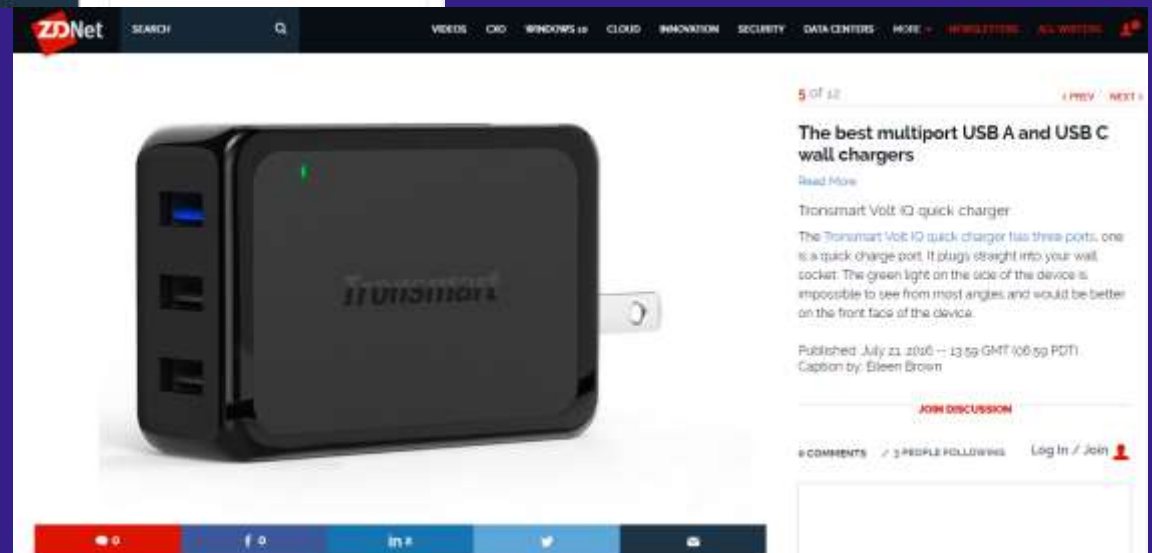 ZDNet
SEARCH
VIDEOS CXO WINDOWS 10 CLOUD INNOVATION SECURITY DATA CENTERS MORE NEWSLETTERS ALL WRITERS
5 of 12
‹ PREV NEXT ›
The best multiport USB A and USB C
wall chargers
Read More
Tronsmart Volt IQ quick charger
The Tronsmart Volt IQ quick charger has three ports, one
is a quick charge port. It plugs straight into your wall
socket. The green light on the side of the device is
impossible to see from most angles and would be better
on the front face of the device.
Published: July 21, 2016 -- 13:59 GMT (06:59 PDT)
Caption by: Eileen Brown
JOIN DISCUSSION
0 COMMENTS / 3 PEOPLE FOLLOWING Log In / Join
Tronsmart
0 f 0 in